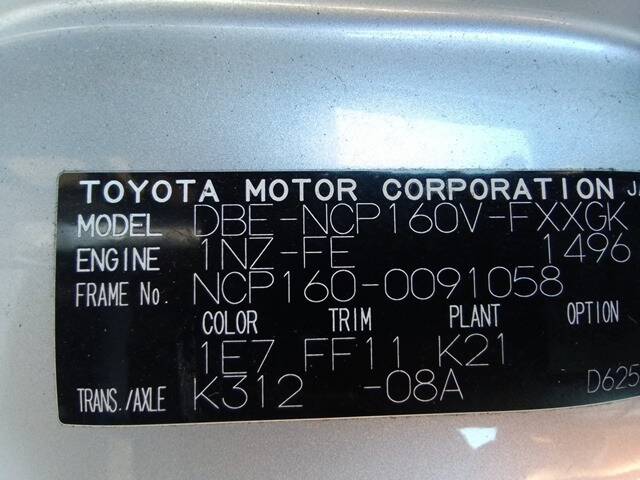 TOYOTA MOTOR CORPORATION
MODEL DBE-NCP160V-FXXGK
ENGINE 1NZ-FE 1496
FRAME No. NCP160-0091058
COLOR TRIM PLANT OPTION
1E7 FF11 K21
TRANS./AXLE K312 -08A D625